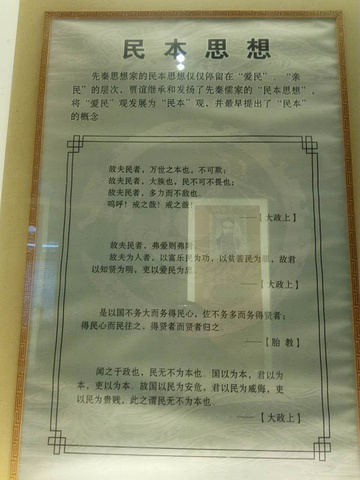 民本思想
先秦思想家的民本思想仅仅停留在“爱民”、“亲
民”的层次，贾谊继承和发扬了先秦儒家的“民本思想”，
将“爱民”观发展为“民本”观，并最早提出了“民本”
的概念
故夫民者，万世之本也，不可欺；
故夫民者，大族也，民不可不畏也；
故夫民者，多力而不敌也。
呜呼！戒之哉！戒之哉！
——【大政上】
故夫民者，弗爱则弗附
故夫为人者，以富乐民为功，以贫苦民为罪，故君
以知贤为明，吏以爱民为忠
——【大政上】
是以国不务大而务得民心，佐不务多而务得贤者；
得民心而民往之，得贤者而贤者归之
——【胎教】
闻之于政也，民无不为本也。国以为本，君以为
本，吏以为本。故国以民为安危，君以民为威侮，吏
以民为贵贱，此之谓民无不为本也
——【大政上】